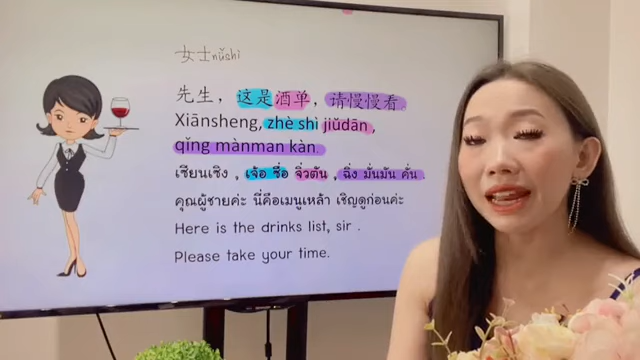 女士nǚshì
先生，这是酒单，请慢慢看。
Xiānsheng, zhè shì jiǔdān ,
qǐng mànman kàn.
เซียนเชิง , เจ้อ ชื่อ จิ่วตัน , ฉิ่ง มั่นมัน คั่น
คุณผู้ชายค่ะ นี่คือเมนูเหล้า เชิญดูก่อนค่ะ
Here is the drinks list, sir .
Please take your time.